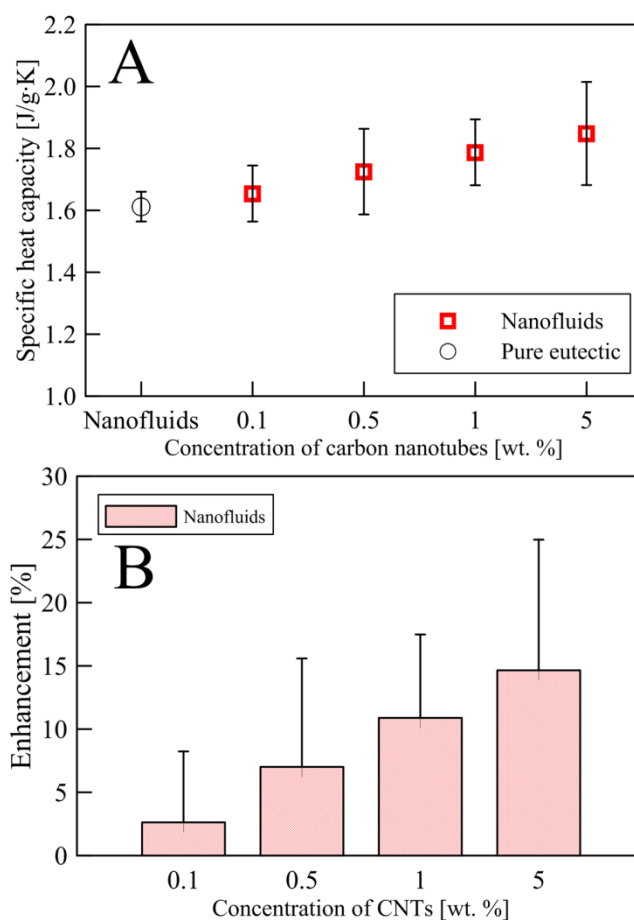 A
Specific heat capacity [J/g·K]
2.2
2.0
1.8
1.6
1.4
1.2
1.0
Nanofluids
Pure eutectic
Nanofluids 0.1 0.5 1 5
Concentration of carbon nanotubes [wt. %]
B
Enhancement [%]
30
25
20
15
10
5
0
Nanofluids
0.1 0.5 1 5
Concentration of CNTs [wt. %]